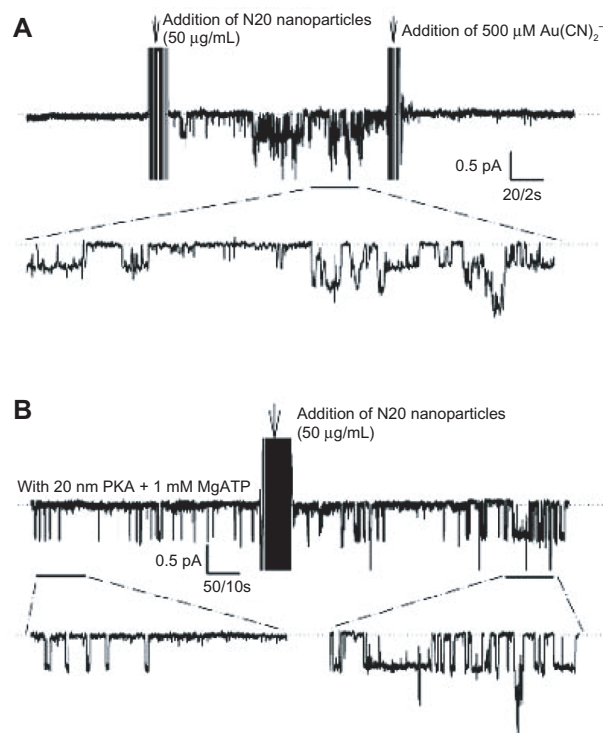 A
Addition of N20 nanoparticles
(50 μg/mL)
Addition of 500 μM Au(CN)₂⁻
0.5 pA
20/2s
B
Addition of N20 nanoparticles
(50 μg/mL)
With 20 nm PKA + 1 mM MgATP
0.5 pA
50/10s